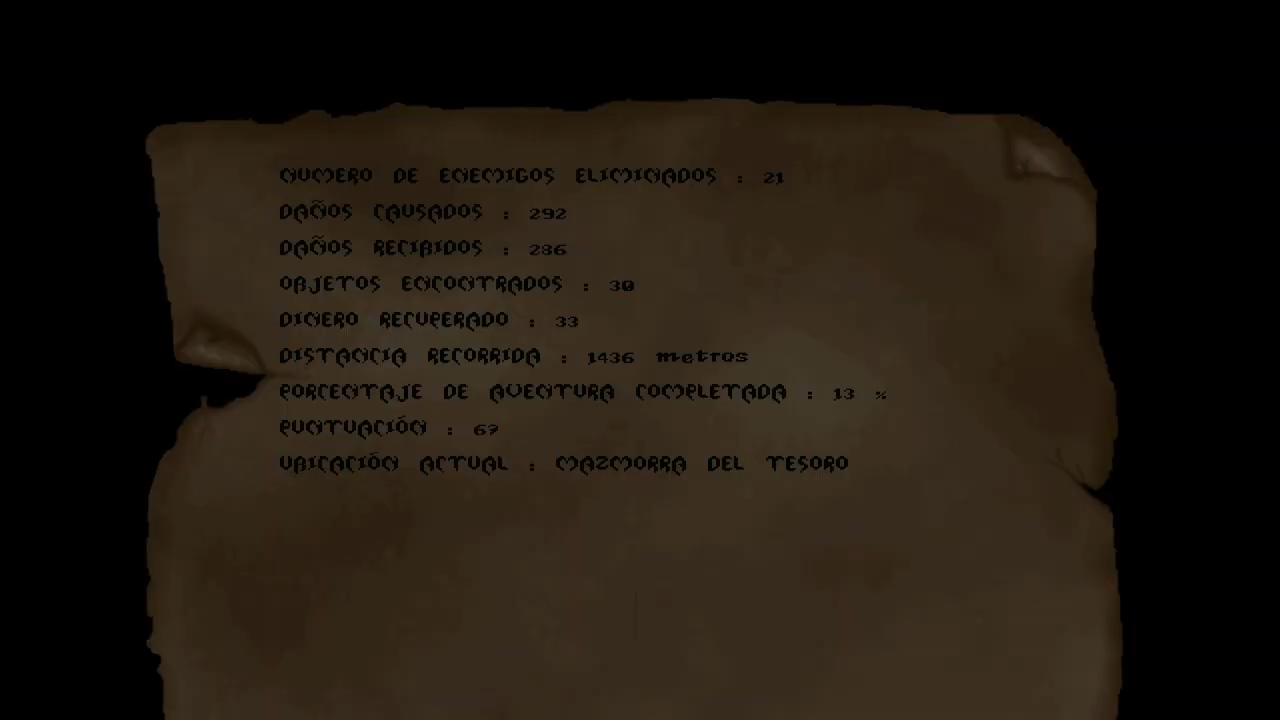 NUMERO DE ENEMIGOS ELIMINADOS : 21
DAÑOS CAUSADOS : 292
DAÑOS RECIBIDOS : 286
OBJETOS ENCONTRADOS : 30
DINERO RECUPERADO : 33
DISTANCIA RECORRIDA : 1436 metros
PORCENTAJE DE AVENTURA COMPLETADA : 13 %
PUNTUACIÓN : 67
UBICACIÓN ACTUAL : MAZMORRA DEL TESORO